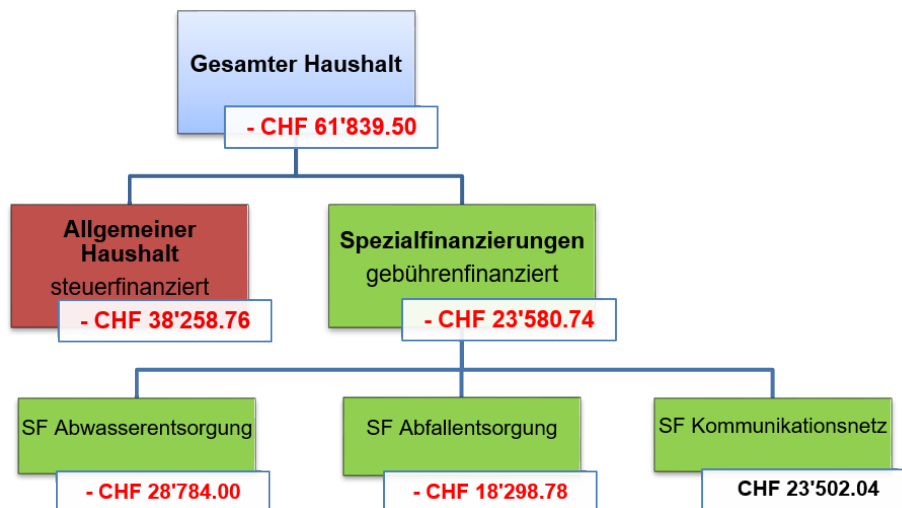 Gesamter Haushalt
- CHF 61'839.50
Allgemeiner
Haushalt
steuerfinanziert
- CHF 38'258.76
Spezialfinanzierungen
gebührenfinanziert
- CHF 23'580.74
SF Abwasserentsorgung
- CHF 28'784.00
SF Abfallentsorgung
- CHF 18'298.78
SF Kommunikationsnetz
CHF 23'502.04